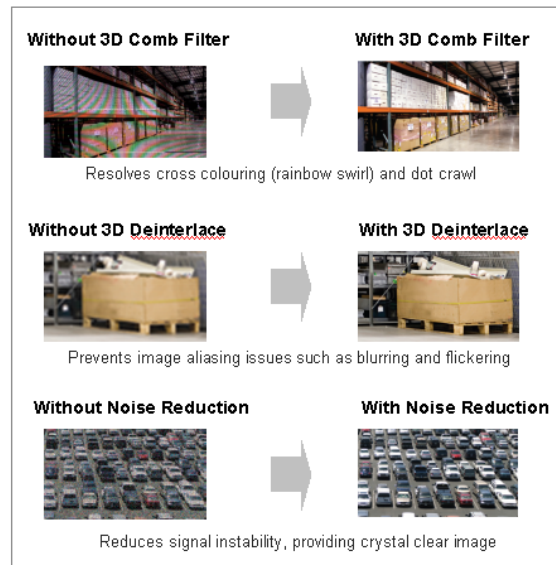 Without 3D Comb Filter
With 3D Comb Filter
Resolves cross colouring (rainbow swirl) and dot crawl
Without 3D Deinterlace
With 3D Deinterlace
Prevents image aliasing issues such as blurring and flickering
Without Noise Reduction
With Noise Reduction
Reduces signal instability, providing crystal clear image